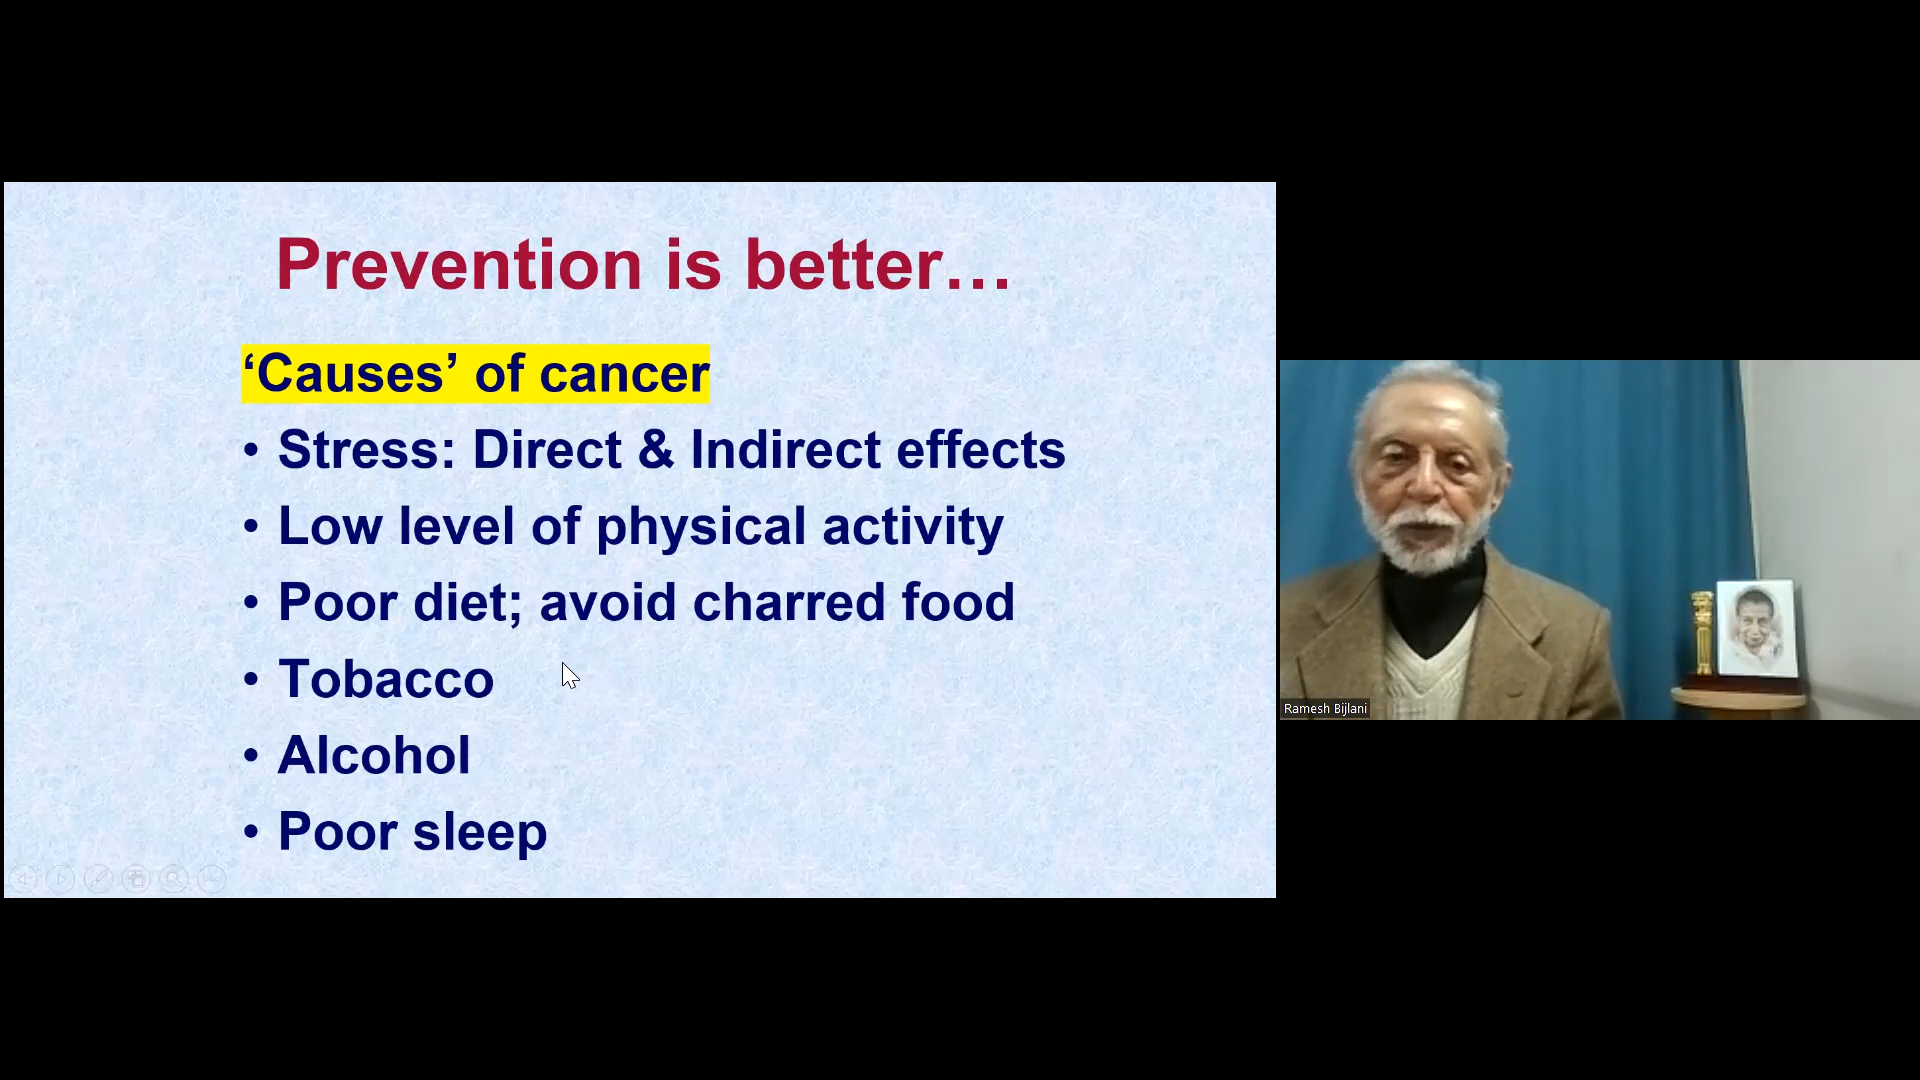 Prevention is better…
‘Causes’ of cancer
• Stress: Direct & Indirect effects
• Low level of physical activity
• Poor diet; avoid charred food
• Tobacco
• Alcohol
• Poor sleep
Ramesh Bijlani